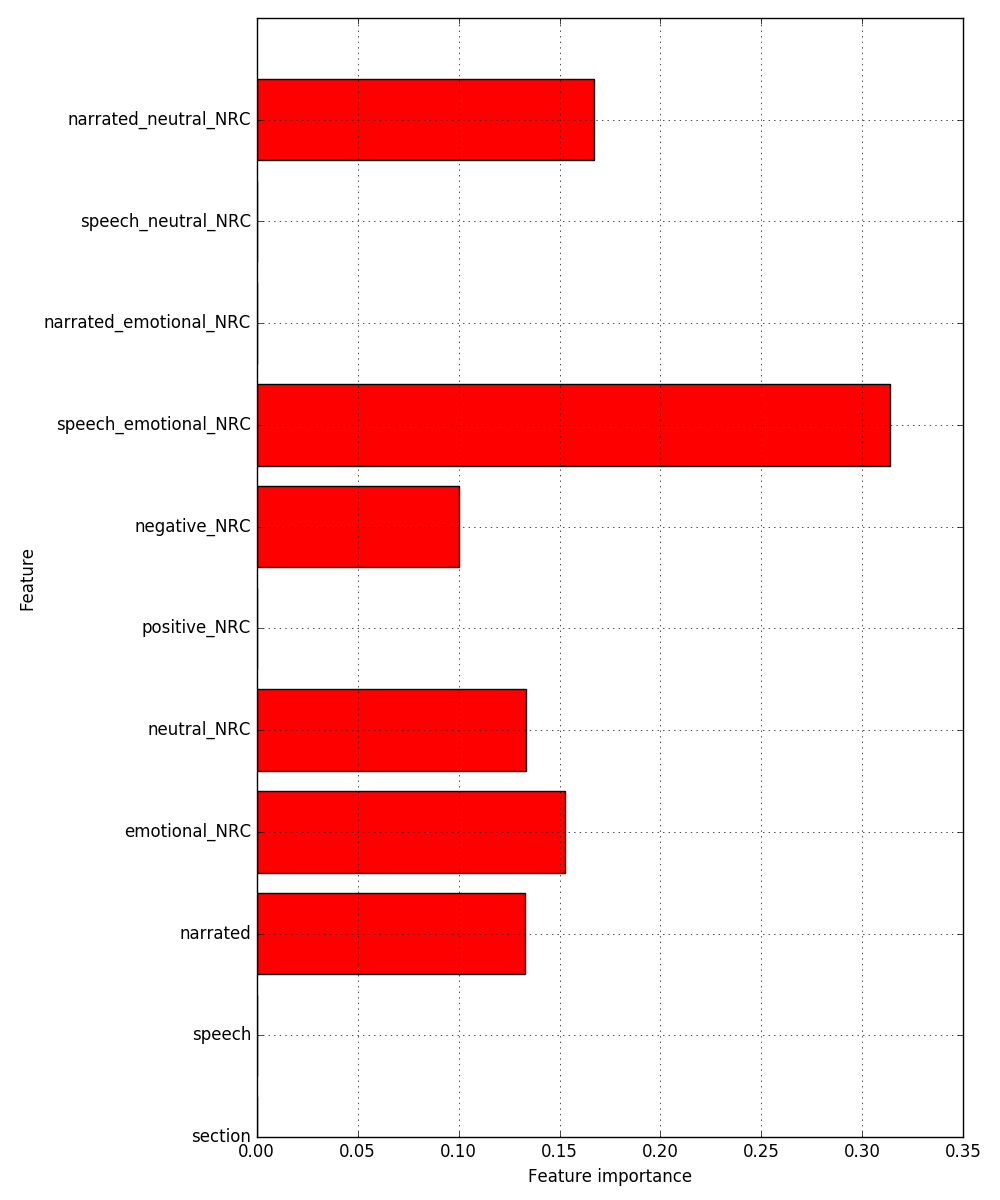 narrated_neutral_NRC
speech_neutral_NRC
narrated_emotional_NRC
speech_emotional_NRC
negative_NRC
positive_NRC
neutral_NRC
emotional_NRC
narrated
speech
section
Feature
0.00 0.05 0.10 0.15 0.20 0.25 0.30 0.35
Feature importance